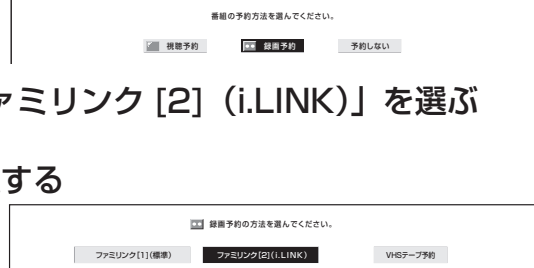 番組の予約方法を選んでください。
視聴予約 録画予約 予約しない
ァミリンク [2]（i.LINK）」を選ぶ
する
録画予約の方法を選んでください。
ファミリンク[1](標準) ファミリンク[2](i.LINK) VHSテープ予約